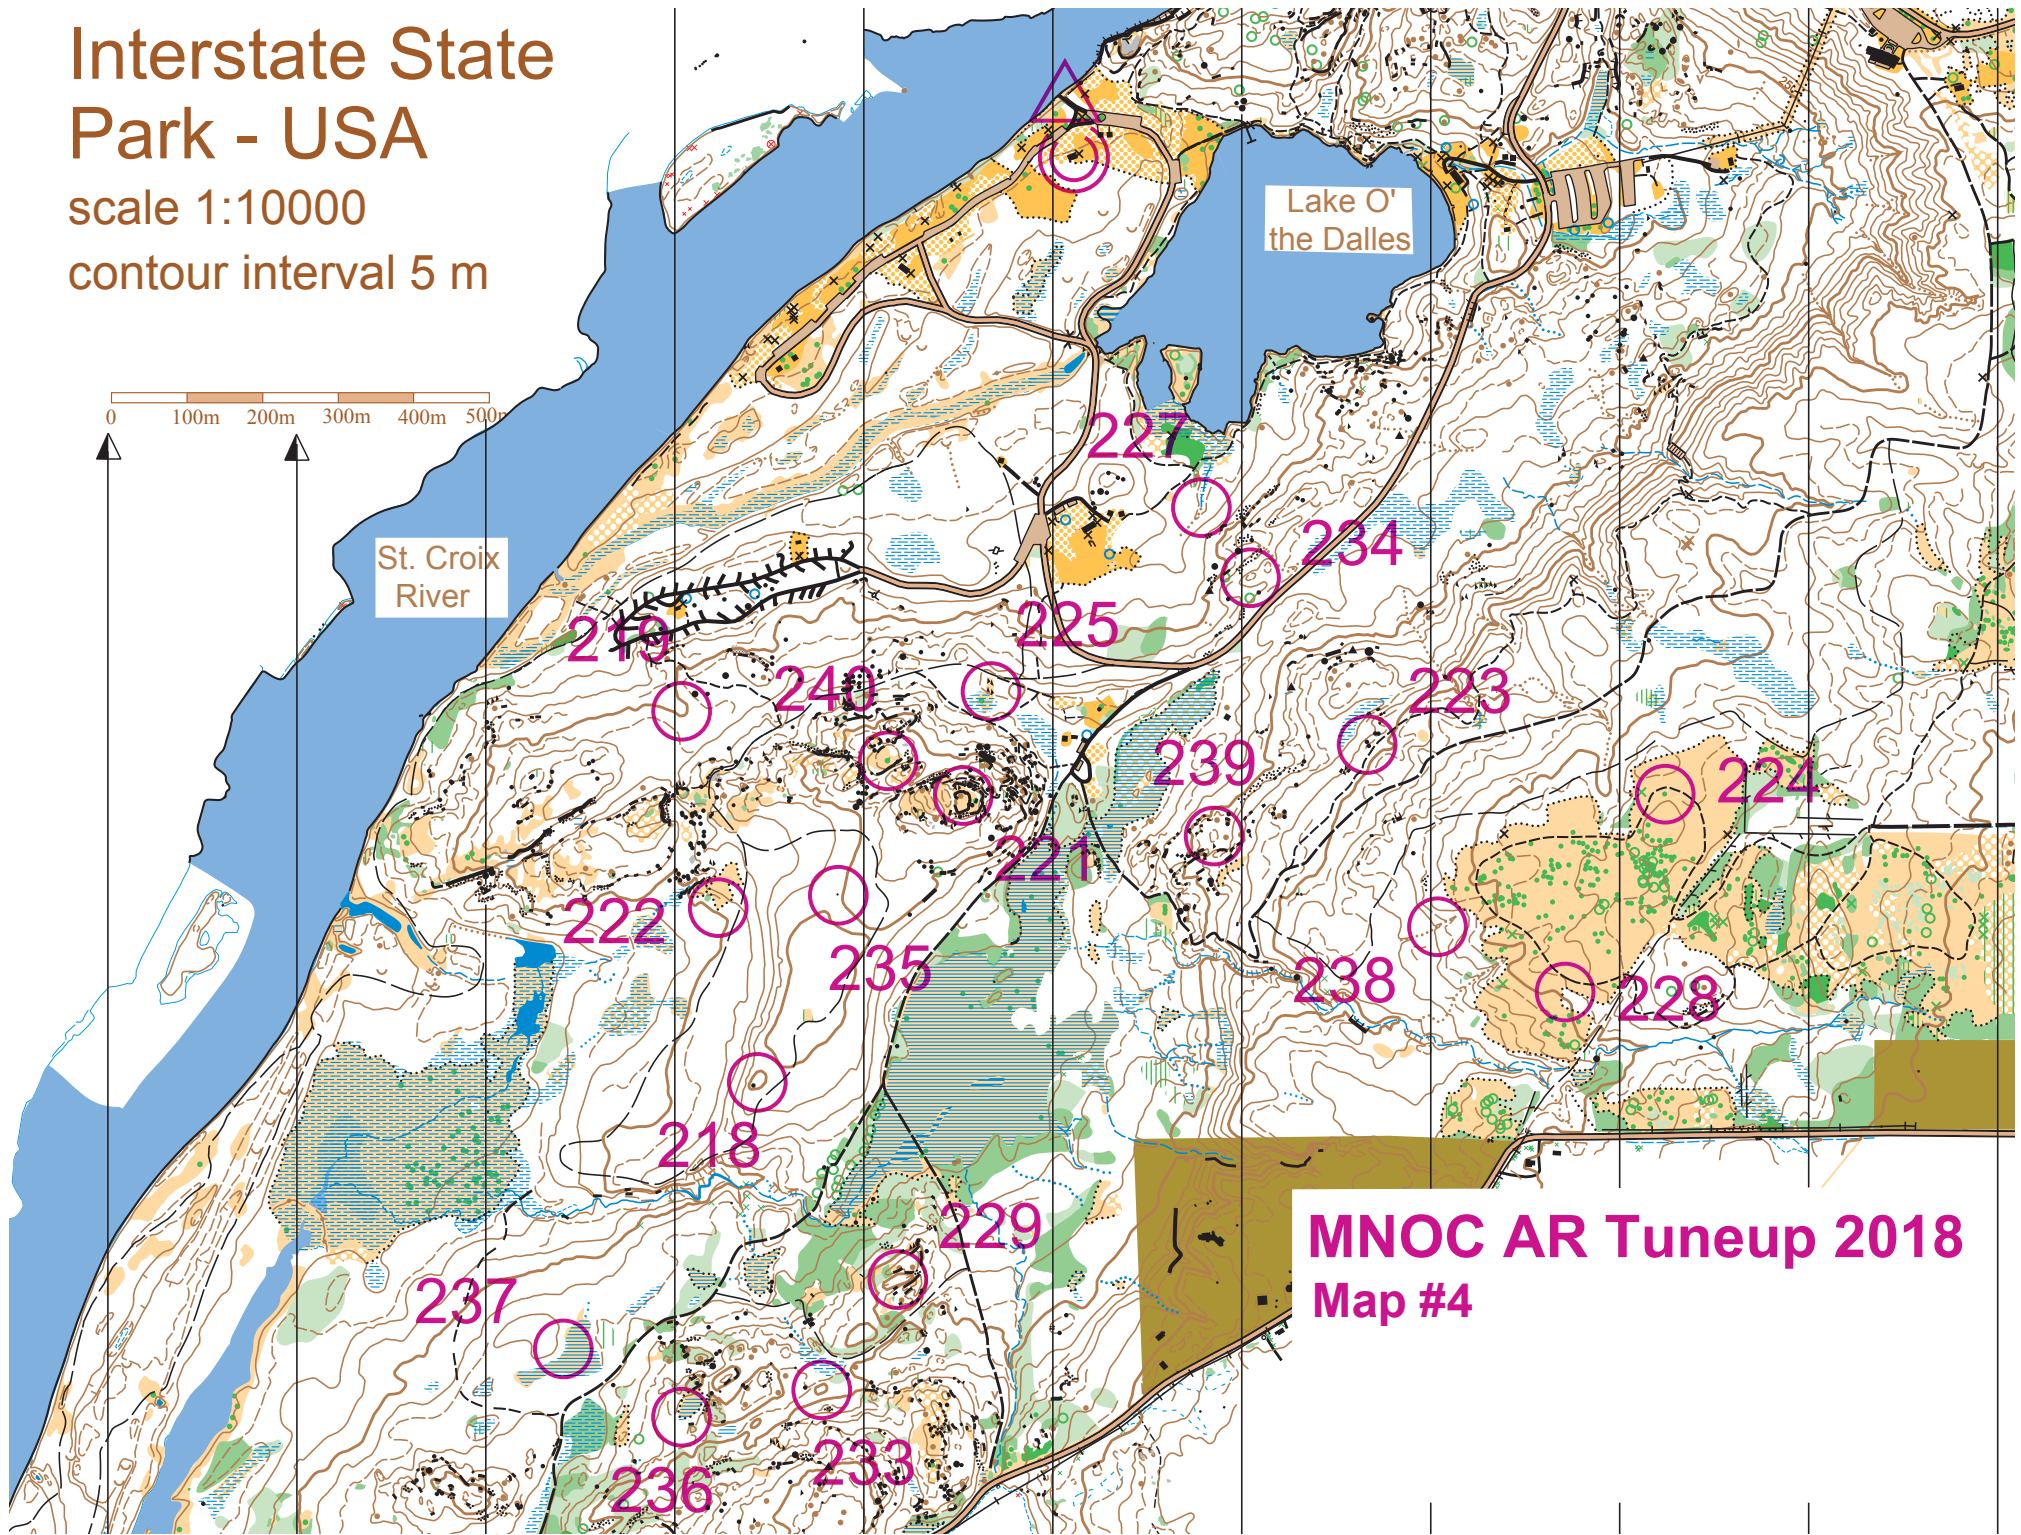 Interstate State
Park - USA
scale 1:10000
contour interval 5 m
Lake O'
the Dalles
0 100m 200m 300m 400m 500m
227
234
St. Croix
River
219
225
240
223
239
224
221
222
235
238
228
218
229
MNOC AR Tuneup 2018
237
Map #4
233
236